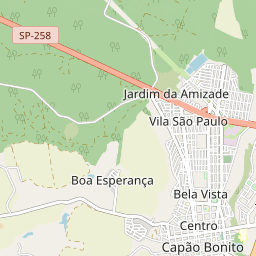 SP-258
Jardim da Amizade
Vila São Paulo
Boa Esperança
Bela Vista
Centro
Capão Bonito